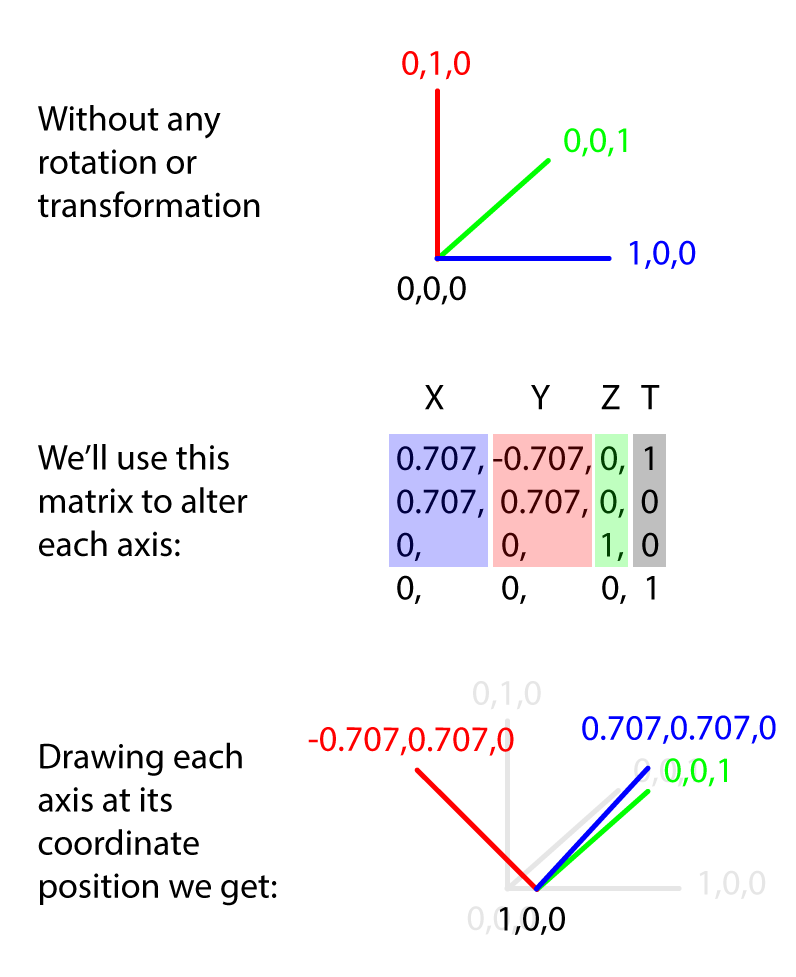 0,1,0
Without any
rotation or
transformation
0,0,1
1,0,0
0,0,0
X Y Z T
We’ll use this
matrix to alter
each axis:
0.707, -0.707, 0, 1
0.707, 0.707, 0, 0
0, 0, 1, 0
0, 0, 0, 1
Drawing each
axis at its
coordinate
position we get:
0,1,0
-0.707,0.707,0
0.707,0.707,0
0,0,1
1,0,0
1,0,0